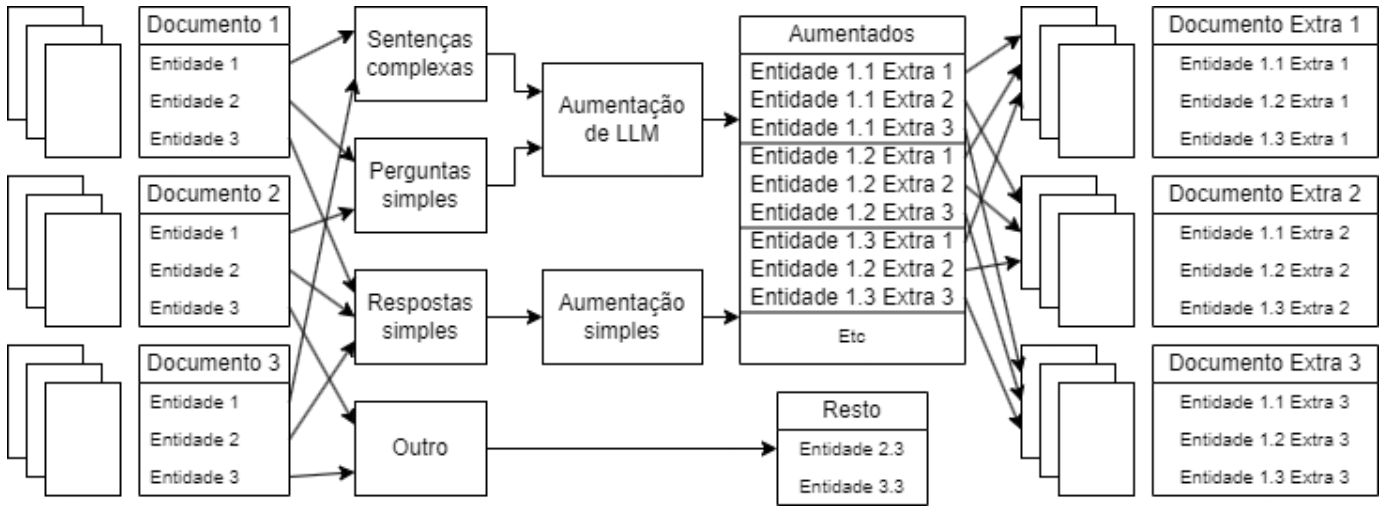 Documento 1
Entidade 1
Entidade 2
Entidade 3
Documento 2
Entidade 1
Entidade 2
Entidade 3
Documento 3
Entidade 1
Entidade 2
Entidade 3
Sentenças
complexas
Perguntas
simples
Respostas
simples
Outro
Aumentação
de LLM
Aumentação
simples
Aumentados
Entidade 1.1 Extra 1
Entidade 1.1 Extra 2
Entidade 1.1 Extra 3
Entidade 1.2 Extra 1
Entidade 1.2 Extra 2
Entidade 1.2 Extra 3
Entidade 1.3 Extra 1
Entidade 1.2 Extra 2
Entidade 1.3 Extra 3
Etc
Resto
Entidade 2.3
Entidade 3.3
Documento Extra 1
Entidade 1.1 Extra 1
Entidade 1.2 Extra 1
Entidade 1.3 Extra 1
Documento Extra 2
Entidade 1.1 Extra 2
Entidade 1.2 Extra 2
Entidade 1.3 Extra 2
Documento Extra 3
Entidade 1.1 Extra 3
Entidade 1.2 Extra 3
Entidade 1.3 Extra 3